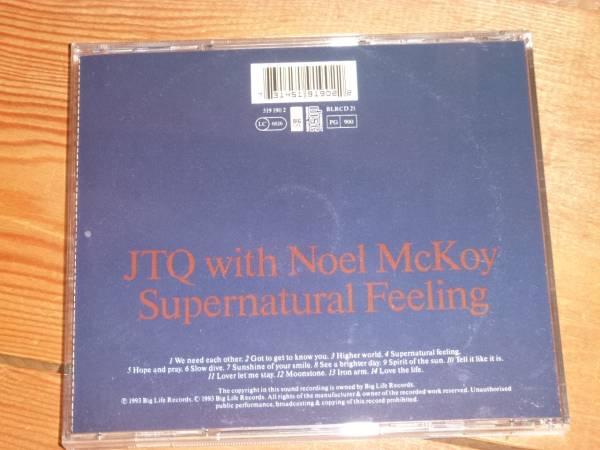 519 190 2
BLRCD 21
LC 6826
PG 900
JTQ with Noel McKoy
Supernatural Feeling
1 We need each other. 2 Got to get to know you. 3 Higher world. 4 Supernatural feeling.
5 Hope and pray. 6 Slow dive. 7 Sunshine of your smile. 8 See a brighter day. 9 Spirit of the sun. 10 Tell it like it is.
11 Lover let me stay. 12 Moonstone. 13 Iron arm. 14 Love the life.
The copyright in this sound recording is owned by Big Life Records.
℗ 1993 Big Life Records. © 1993 Big Life Records. All rights of the manufacturer & owner of the recorded work reserved. Unauthorised
public performance, broadcasting & copying of this record prohibited.